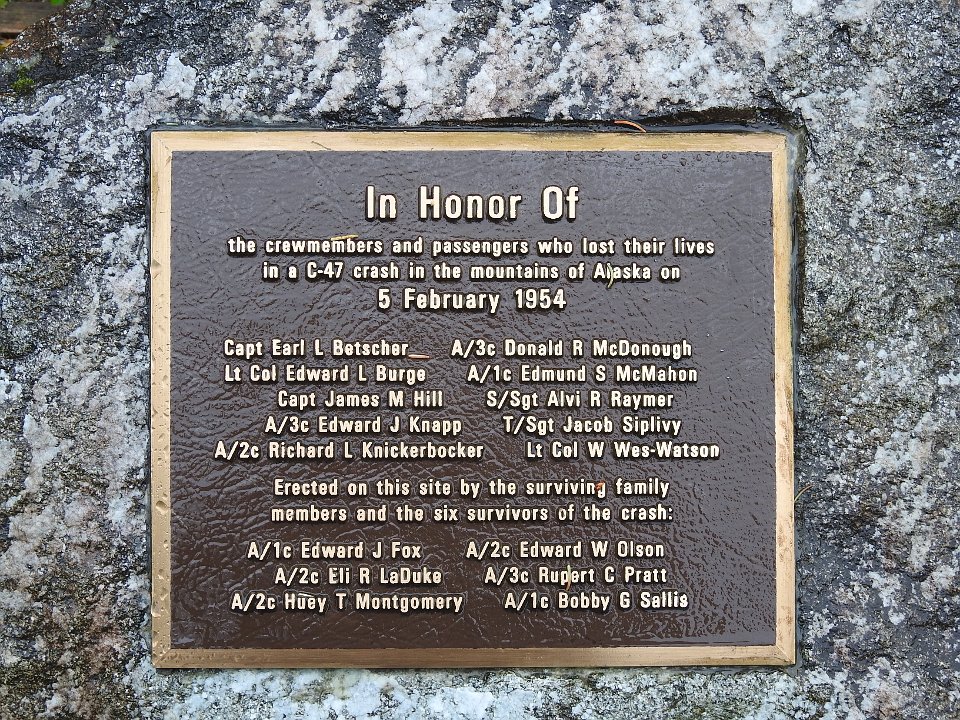 In Honor Of
the crewmembers and passengers who lost their lives
in a C-47 crash in the mountains of Alaska on
5 February 1954
Capt Earl L Betscher A/3c Donald R McDonough
Lt Col Edward L Burge A/1c Edmund S McMahon
Capt James M Hill S/Sgt Alvi R Raymer
A/3c Edward J Knapp T/Sgt Jacob Siplivy
A/2c Richard L Knickerbocker Lt Col W Wes-Watson
Erected on this site by the surviving family
members and the six survivors of the crash:
A/1c Edward J Fox A/2c Edward W Olson
A/2c Eli R LaDuke A/3c Rupert C Pratt
A/2c Huey T Montgomery A/1c Bobby G Sallis